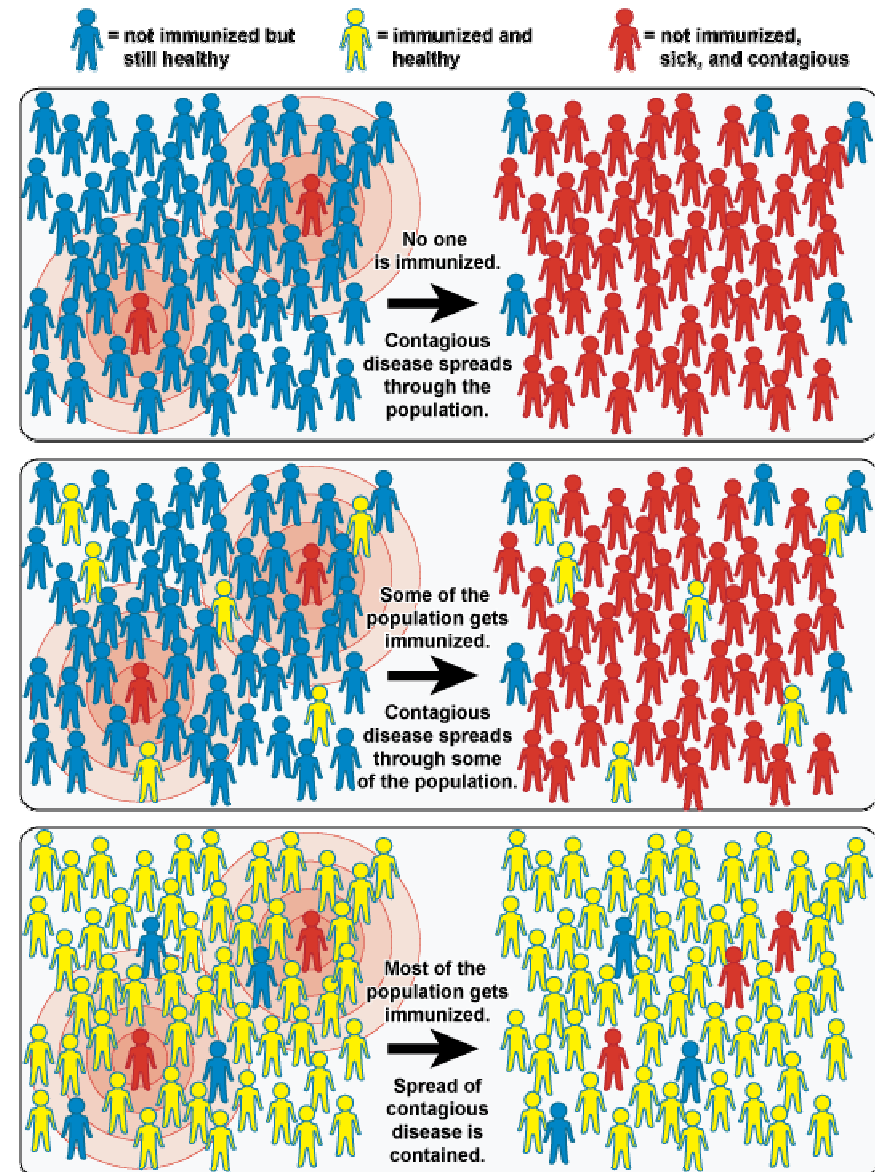 = not immunized but
still healthy
= immunized and
healthy
= not immunized,
sick, and contagious
No one
is immunized.
Contagious
disease spreads
through the
population.
Some of the
population gets
immunized.
Contagious
disease spreads
through some
of the population.
Most of the
population gets
immunized.
Spread of
contagious
disease is
contained.